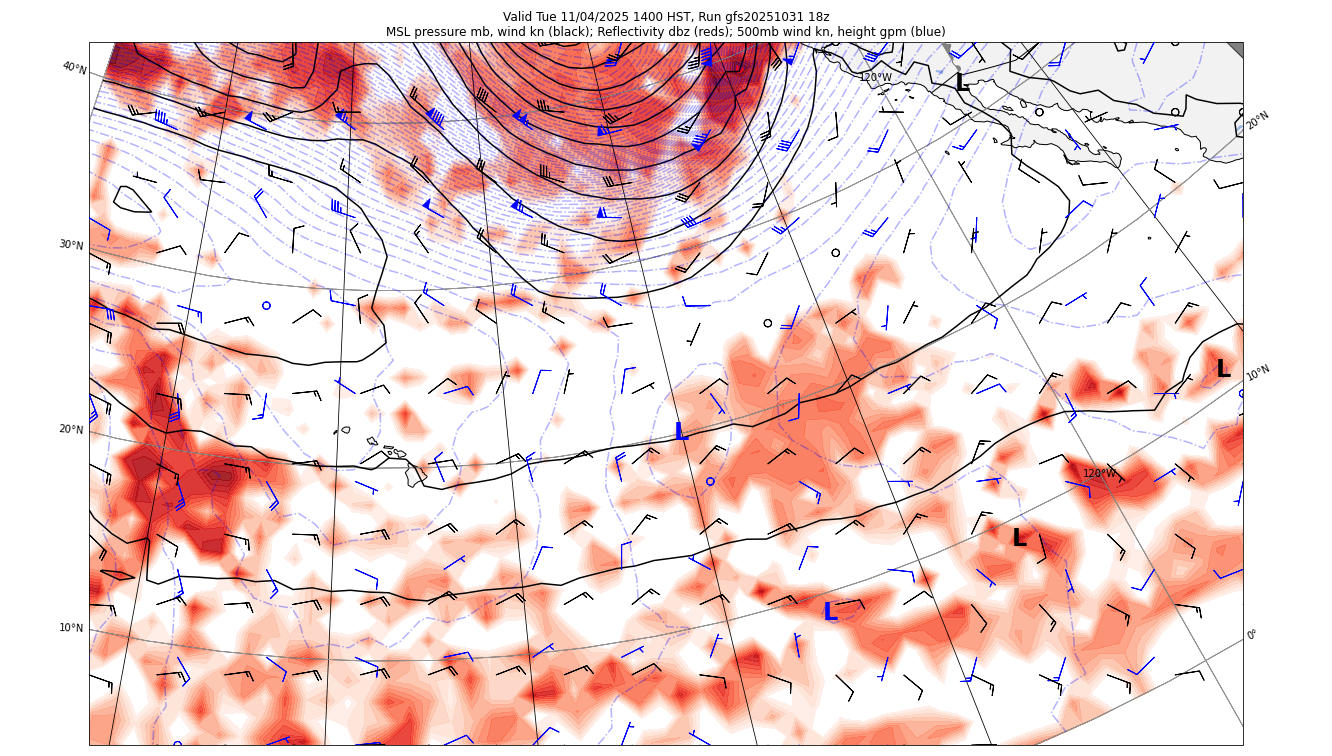 Valid Tue 11/04/2025 1400 HST, Run gfs20251031 18z
MSL pressure mb, wind kn (black); Reflectivity dbz (reds); 500mb wind kn, height gpm (blue)
40°N
120°W
L
20°N
30°N
L
10°N
20°N
L
120°W
L
L
10°N
0°